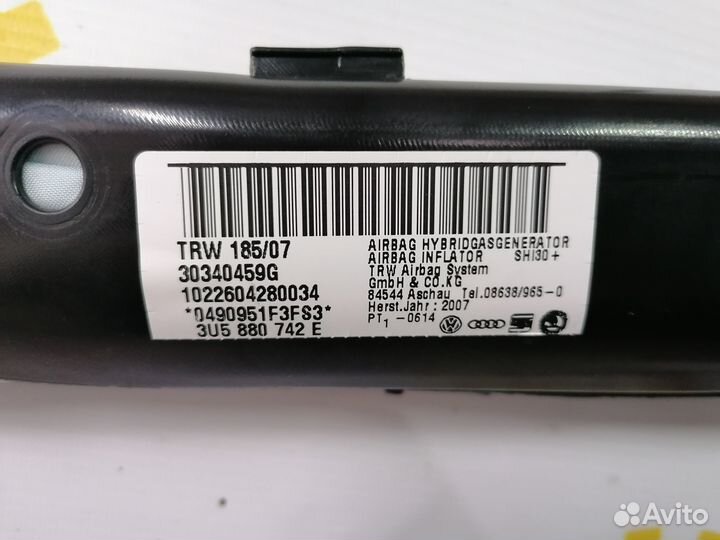 TRW 185/07
30340459G
1022604280034
*0490951F3FS3*
3U5 880 742 E
AIRBAG HYBRIDGASGENERATOR
AIRBAG INFLATOR SHI30+
TRW Airbag System
GmbH & CO.KG
84544 Aschau Tel.08638/965-0
Herst.Jahr: 2007
PT1 -0614
Avito